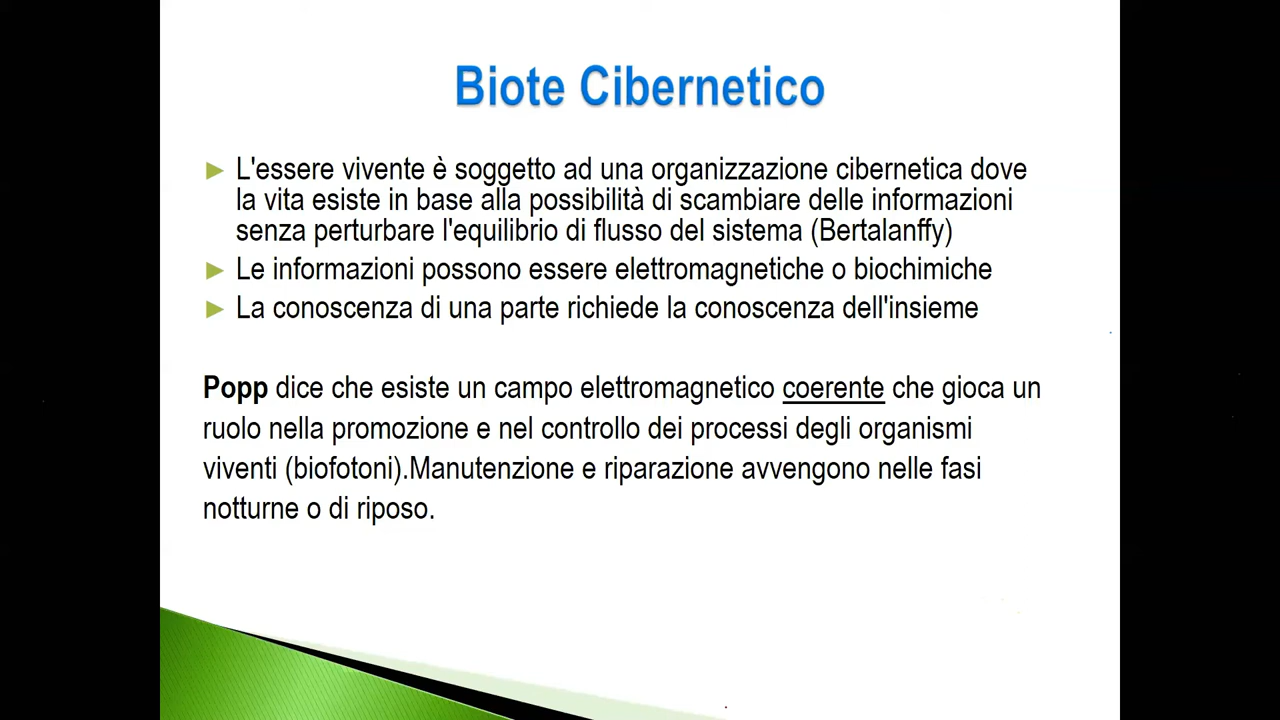 Biote Cibernetico
► L'essere vivente è soggetto ad una organizzazione cibernetica dove
la vita esiste in base alla possibilità di scambiare delle informazioni
senza perturbare l'equilibrio di flusso del sistema (Bertalanffy)
► Le informazioni possono essere elettromagnetiche o biochimiche
► La conoscenza di una parte richiede la conoscenza dell'insieme
Popp dice che esiste un campo elettromagnetico coerente che gioca un
ruolo nella promozione e nel controllo dei processi degli organismi
viventi (biofotoni).Manutenzione e riparazione avvengono nelle fasi
notturne o di riposo.